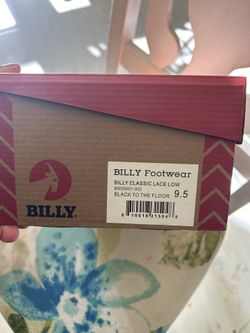 BILLY Footwear
BILLY CLASSIC LACE LOW
BLACK TO THE FLOOR 9.5
BILLY